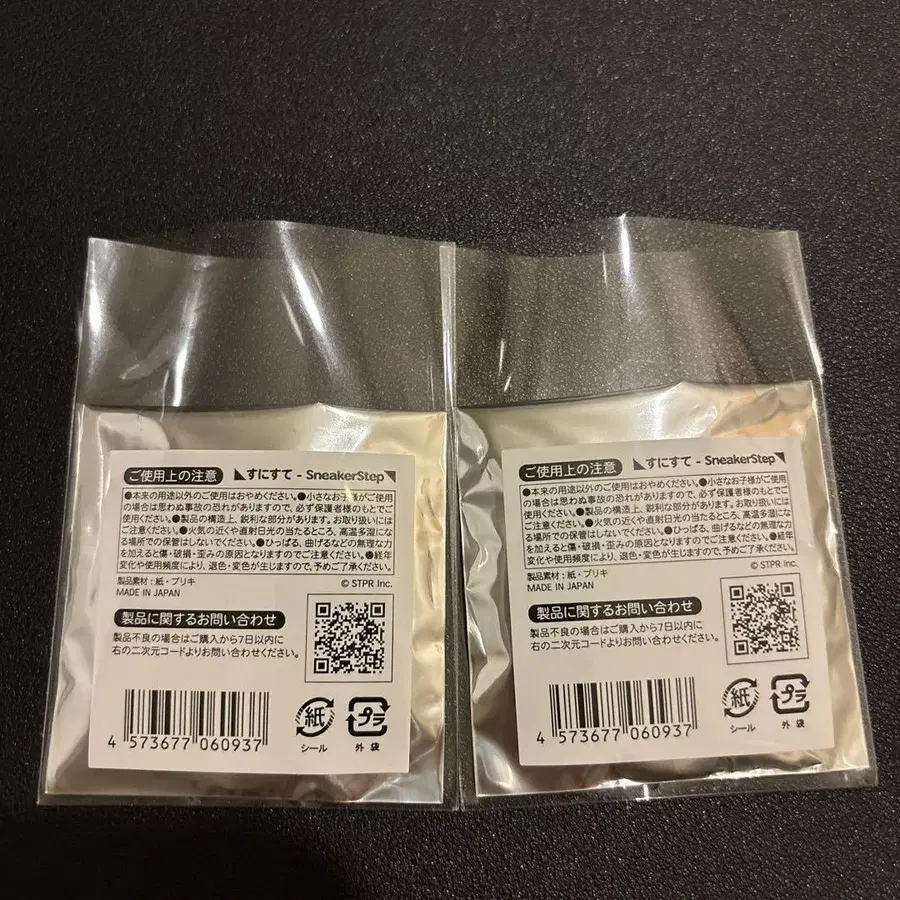 ご使用上の注意 すにすて - SneakerStep
●本来の用途以外のご使用はおやめください。●小さなお子様がご使用
の場合は思わぬ事故の恐れがありますので、必ず保護者様のもとでご
使用ください。●製品の構造上、鋭利な部分があります。お取り扱いには
ご注意ください。●火気の近くや直射日光の当たるところ、高温多湿にな
る場所での保管はしないでください。●ひっぱる、曲げるなどの無理な力
を加えると傷・破損・歪みの原因となりますのでご注意ください。●経年
変化や使用頻度により、退色・変色が生じますので、予めご了承ください。
製品素材：紙・ブリキ
© STPR Inc.
MADE IN JAPAN
製品に関するお問い合わせ
製品不良の場合はご購入から7日以内に
右の二次元コードよりお問い合わせください。
4 573677 060937
紙
シール
プラ
外 袋
ご使用上の注意 すにすて - SneakerStep
●本来の用途以外のご使用はおやめください。●小さなお子様がご使用
の場合は思わぬ事故の恐れがありますので、必ず保護者様のもとでご
使用ください。●製品の構造上、鋭利な部分があります。お取り扱いには
ご注意ください。●火気の近くや直射日光の当たるところ、高温多湿にな
る場所での保管はしないでください。●ひっぱる、曲げるなどの無理な力
を加えると傷・破損・歪みの原因となりますのでご注意ください。●経年
変化や使用頻度により、退色・変色が生じますので、予めご了承ください。
製品素材：紙・ブリキ
© STPR Inc.
MADE IN JAPAN
製品に関するお問い合わせ
製品不良の場合はご購入から7日以内に
右の二次元コードよりお問い合わせください。
4 573677 060937
紙
シール
プラ
外 袋